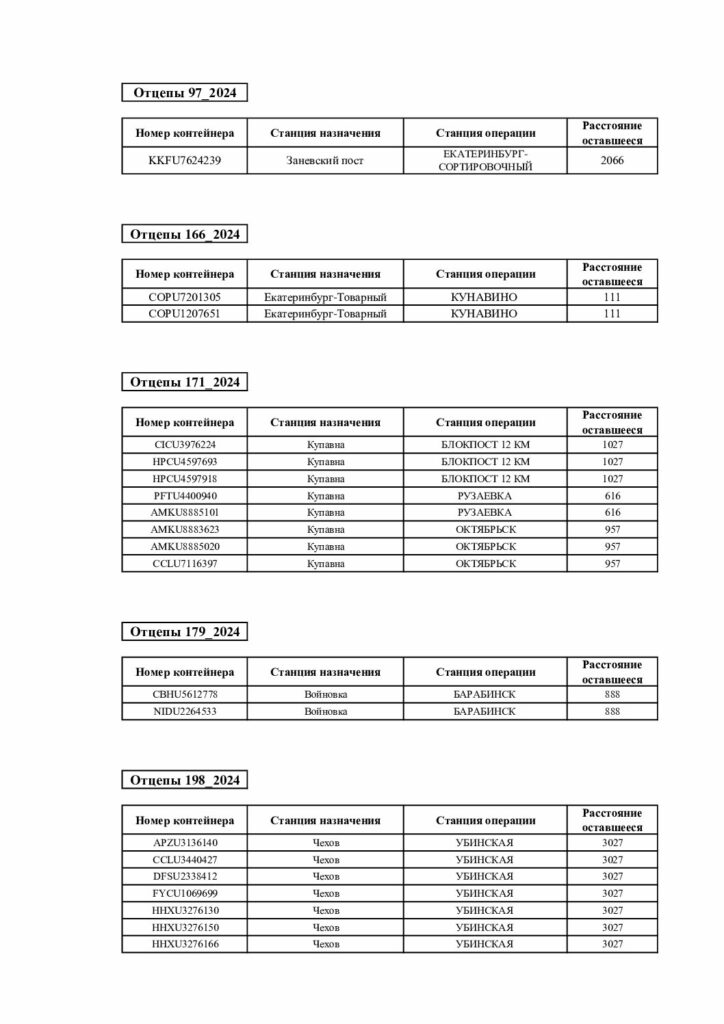 Отцепы 97_2024
Номер контейнера Станция назначения Станция операции Расстояние оставшееся
KKFU7624239 Заневский пост ЕКАТЕРИНБУРГ-СОРТИРОВОЧНЫЙ 2066
Отцепы 166_2024
Номер контейнера Станция назначения Станция операции Расстояние оставшееся
COPU7201305 Екатеринбург-Товарный КУНАВИНО 111
COPU1207651 Екатеринбург-Товарный КУНАВИНО 111
Отцепы 171_2024
Номер контейнера Станция назначения Станция операции Расстояние оставшееся
CICU3976224 Купавна БЛОКПОСТ 12 КМ 1027
HPCU4597693 Купавна БЛОКПОСТ 12 КМ 1027
HPCU4597918 Купавна БЛОКПОСТ 12 КМ 1027
PFTU4400940 Купавна РУЗАЕВКА 616
AMKU8885101 Купавна РУЗАЕВКА 616
AMKU8883623 Купавна ОКТЯБРЬСК 957
AMKU8885020 Купавна ОКТЯБРЬСК 957
CCLU7116397 Купавна ОКТЯБРЬСК 957
Отцепы 179_2024
Номер контейнера Станция назначения Станция операции Расстояние оставшееся
CBHU5612778 Войновка БАРАБИНСК 888
NIDU2264533 Войновка БАРАБИНСК 888
Отцепы 198_2024
Номер контейнера Станция назначения Станция операции Расстояние оставшееся
APZU3136140 Чехов УБИНСКАЯ 3027
CCLU3440427 Чехов УБИНСКАЯ 3027
DFSU2338412 Чехов УБИНСКАЯ 3027
FYCU1069699 Чехов УБИНСКАЯ 3027
HHXU3276130 Чехов УБИНСКАЯ 3027
HHXU3276150 Чехов УБИНСКАЯ 3027
HHXU3276166 Чехов УБИНСКАЯ 3027